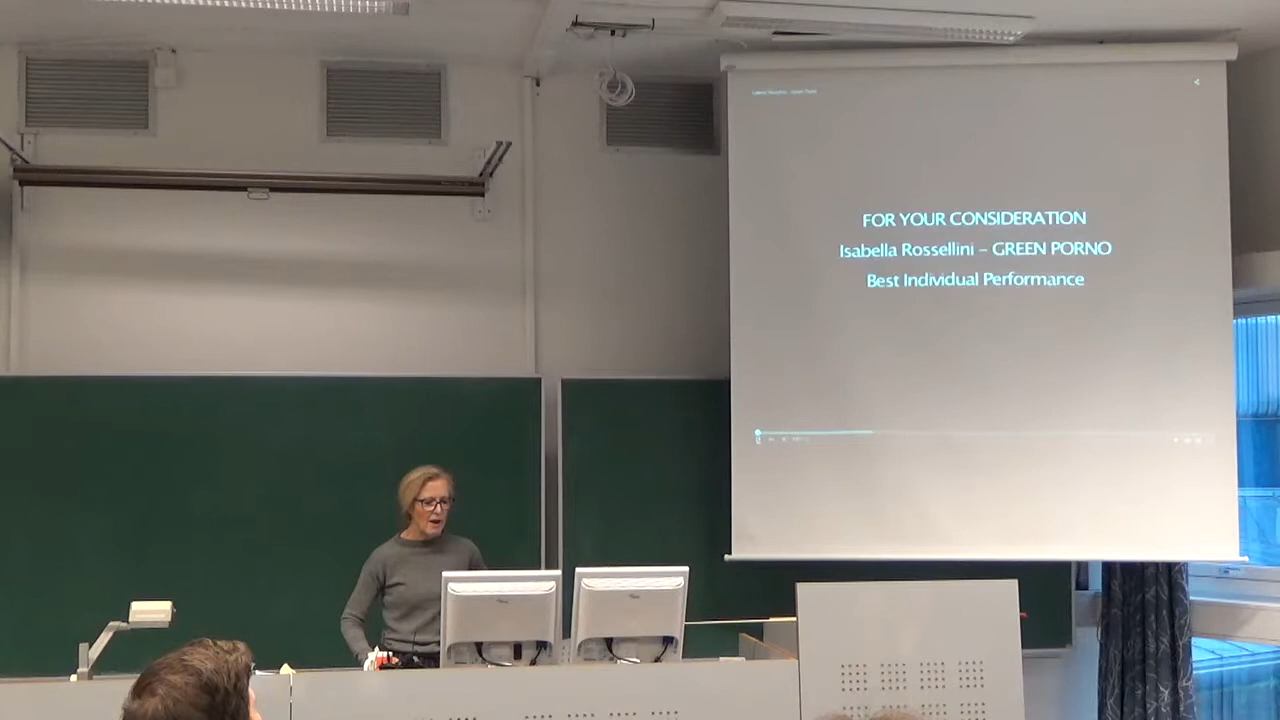 FOR YOUR CONSIDERATION
Isabella Rossellini – GREEN PORNO
Best Individual Performance